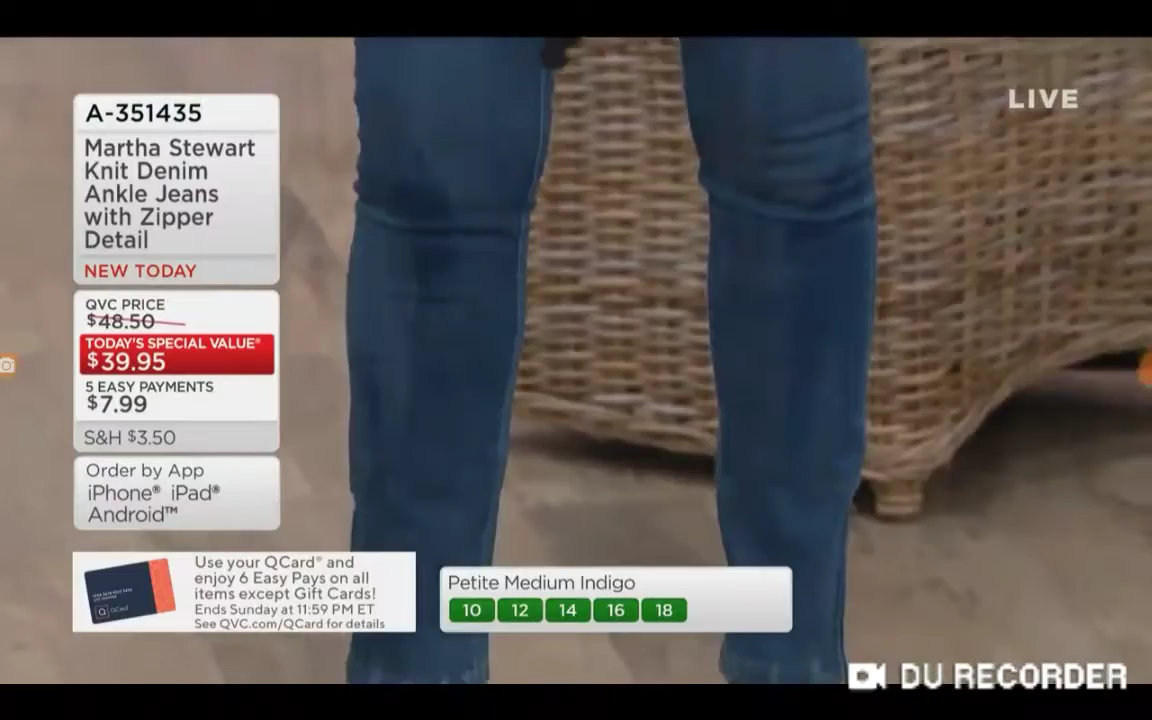 LIVE
A-351435
Martha Stewart
Knit Denim
Ankle Jeans
with Zipper
Detail
NEW TODAY
QVC PRICE
$48.50
TODAY'S SPECIAL VALUE®
$39.95
5 EASY PAYMENTS
$7.99
S&H $3.50
Order by App
iPhone® iPad®
Android™
Use your QCard® and
enjoy 6 Easy Pays on all
items except Gift Cards!
Ends Sunday at 11:59 PM ET
See QVC.com/QCard for details
Q QCard
Petite Medium Indigo
10 12 14 16 18
DU RECORDER